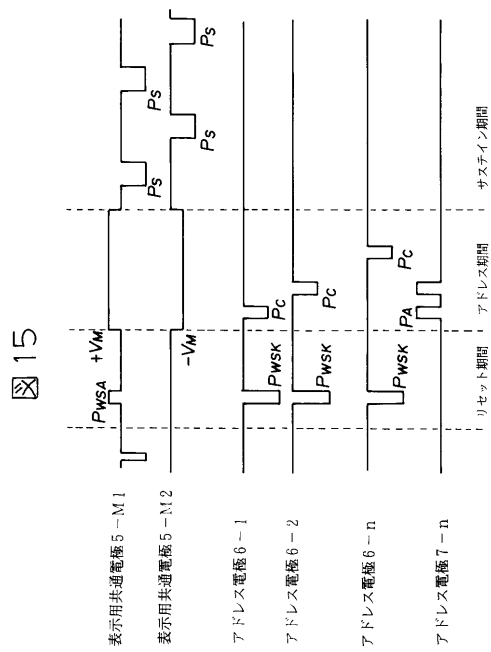 図15
表示用共通電極5-M1
PWSA
+VM
PS
PS
表示用共通電極5-M2
-VM
PS
PS
アドレス電極6-1
PWSK
PC
アドレス電極6-2
PWSK
PC
アドレス電極6-n
PWSK
PC
アドレス電極7-n
PA
リセット期間
アドレス期間
サステイン期間